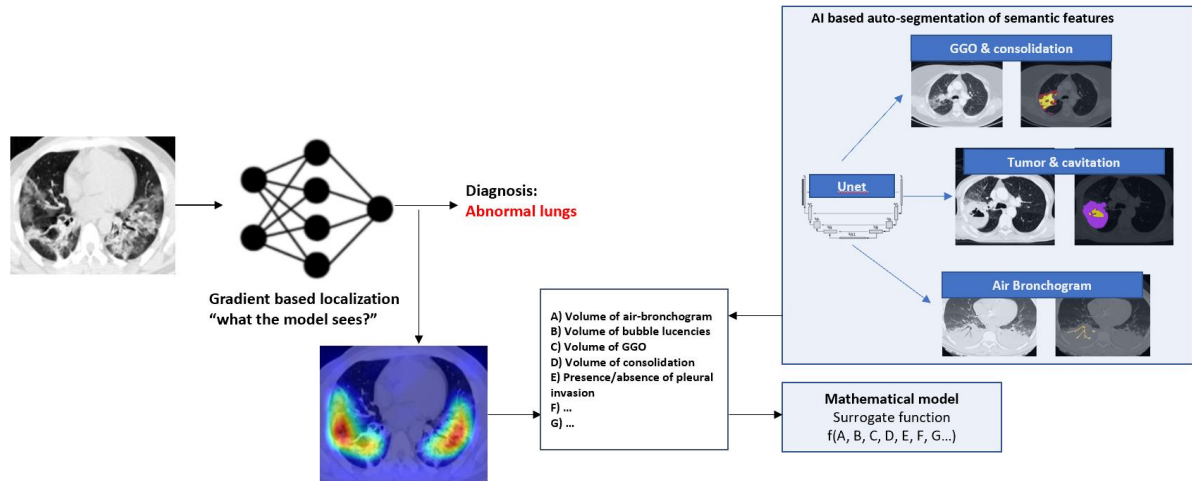 AI based auto-segmentation of semantic features
GGO & consolidation
Tumor & cavitation
Unet
Air Bronchogram
Diagnosis:
Abnormal lungs
Gradient based localization
“what the model sees?”
A) Volume of air-bronchogram
B) Volume of bubble lucencies
C) Volume of GGO
D) Volume of consolidation
E) Presence/absence of pleural
invasion
F) ...
G) ...
Mathematical model
Surrogate function
f(A, B, C, D, E, F, G...)